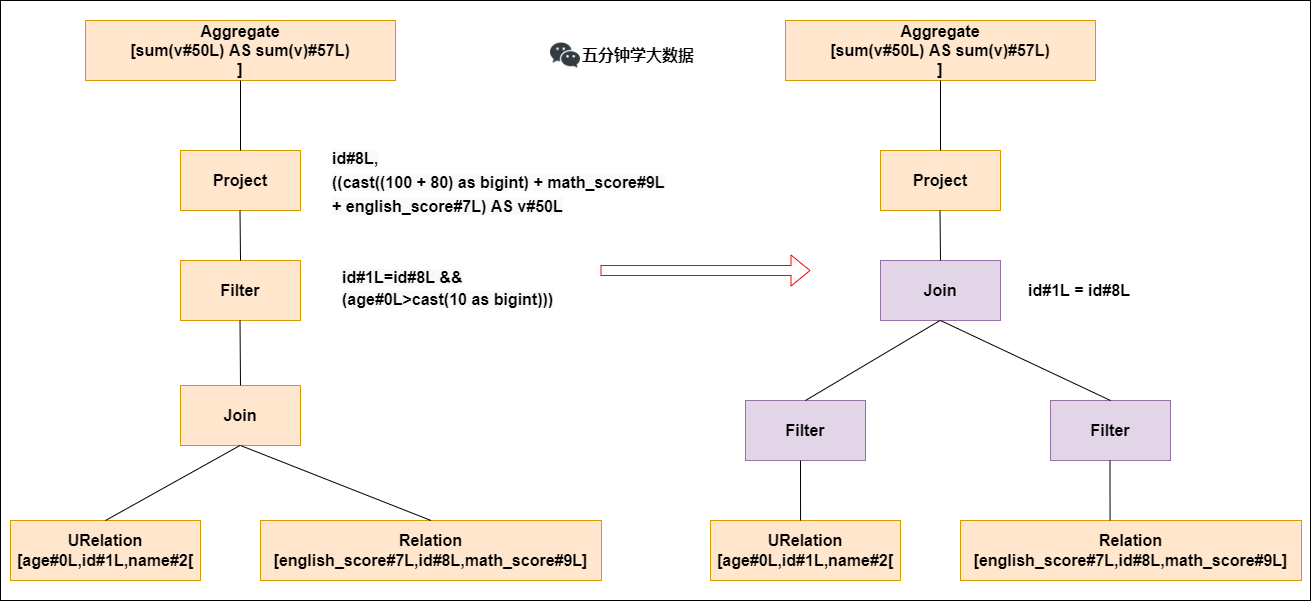 Aggregate
[sum(v#50L) AS sum(v)#57L)
]
五分钟学大数据
Aggregate
[sum(v#50L) AS sum(v)#57L)
]
Project
id#8L,
((cast((100 + 80) as bigint) + math_score#9L
+ english_score#7L) AS v#50L
Project
Filter
id#1L=id#8L &&
(age#0L>cast(10 as bigint)))
Join
id#1L = id#8L
Join
Filter
Filter
URelation
[age#0L,id#1L,name#2[
Relation
[english_score#7L,id#8L,math_score#9L]
URelation
[age#0L,id#1L,name#2[
Relation
[english_score#7L,id#8L,math_score#9L]